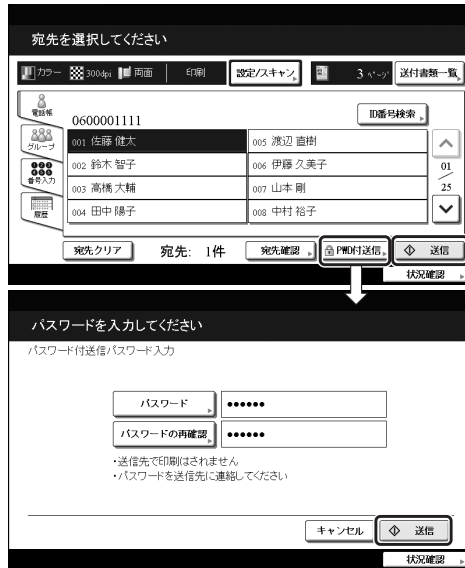 宛先を選択してください
カラー 300dpi 両面 印刷 設定/スキャン 3 ページ 送付書類一覧
電話帳
0600001111 ID番号検索
グループ
001 佐藤 健太 005 渡辺 直樹
002 鈴木 智子 006 伊藤 久美子 01
番号入力
003 高橋 大輔 007 山本 剛 25
履歴
004 田中 陽子 008 中村 裕子
宛先クリア 宛先: 1件 宛先確認 PWD付送信 送信
状況確認
パスワードを入力してください
パスワード付送信パスワード入力
パスワード ●●●●●●
パスワードの再確認 ●●●●●●
・送信先で印刷はされません
・パスワードを送信先に連絡してください
キャンセル 送信
状況確認